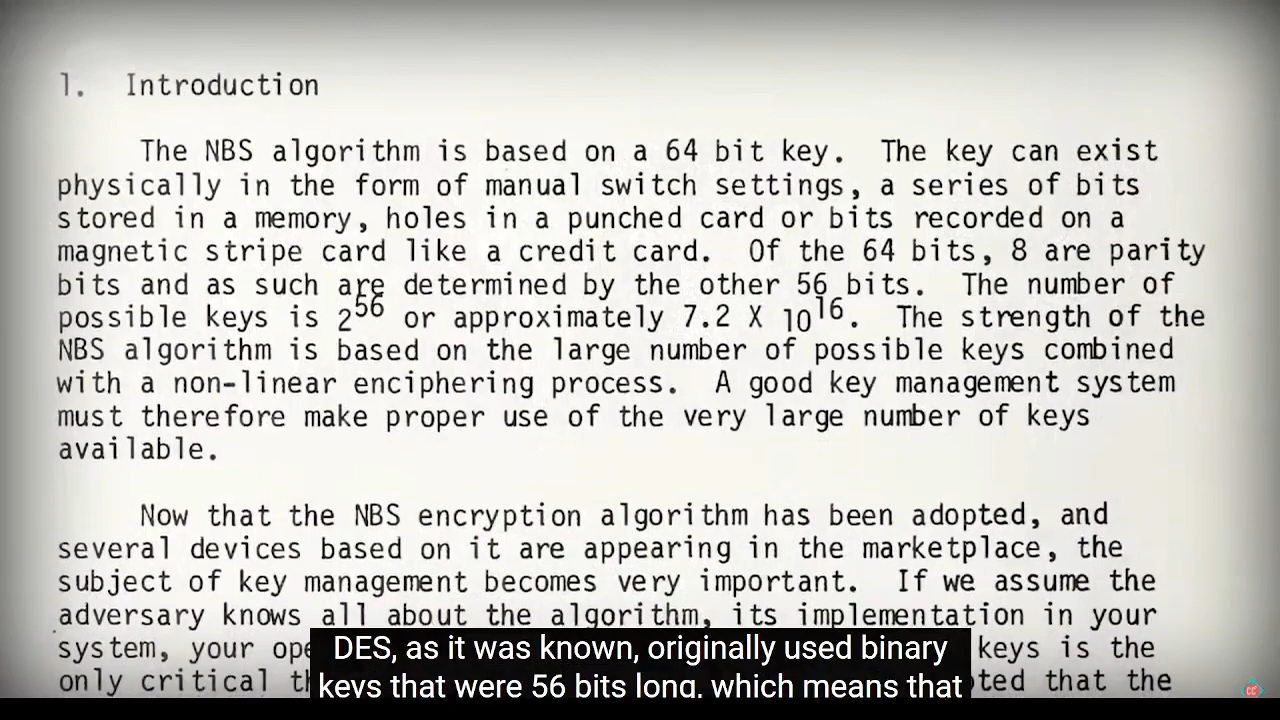 1. Introduction
The NBS algorithm is based on a 64 bit key. The key can exist
physically in the form of manual switch settings, a series of bits
stored in a memory, holes in a punched card or bits recorded on a
magnetic stripe card like a credit card. Of the 64 bits, 8 are parity
bits and as such are determined by the other 56 bits. The number of
possible keys is 2^56 or approximately 7.2 X 10^16. The strength of the
NBS algorithm is based on the large number of possible keys combined
with a non-linear enciphering process. A good key management system
must therefore make proper use of the very large number of keys
available.
Now that the NBS encryption algorithm has been adopted, and
several devices based on it are appearing in the marketplace, the
subject of key management becomes very important. If we assume the
adversary knows all about the algorithm, its implementation in your
system, your keys is the
only critical that the
DES, as it was known, originally used binary
keys that were 56 bits long, which means that
CC